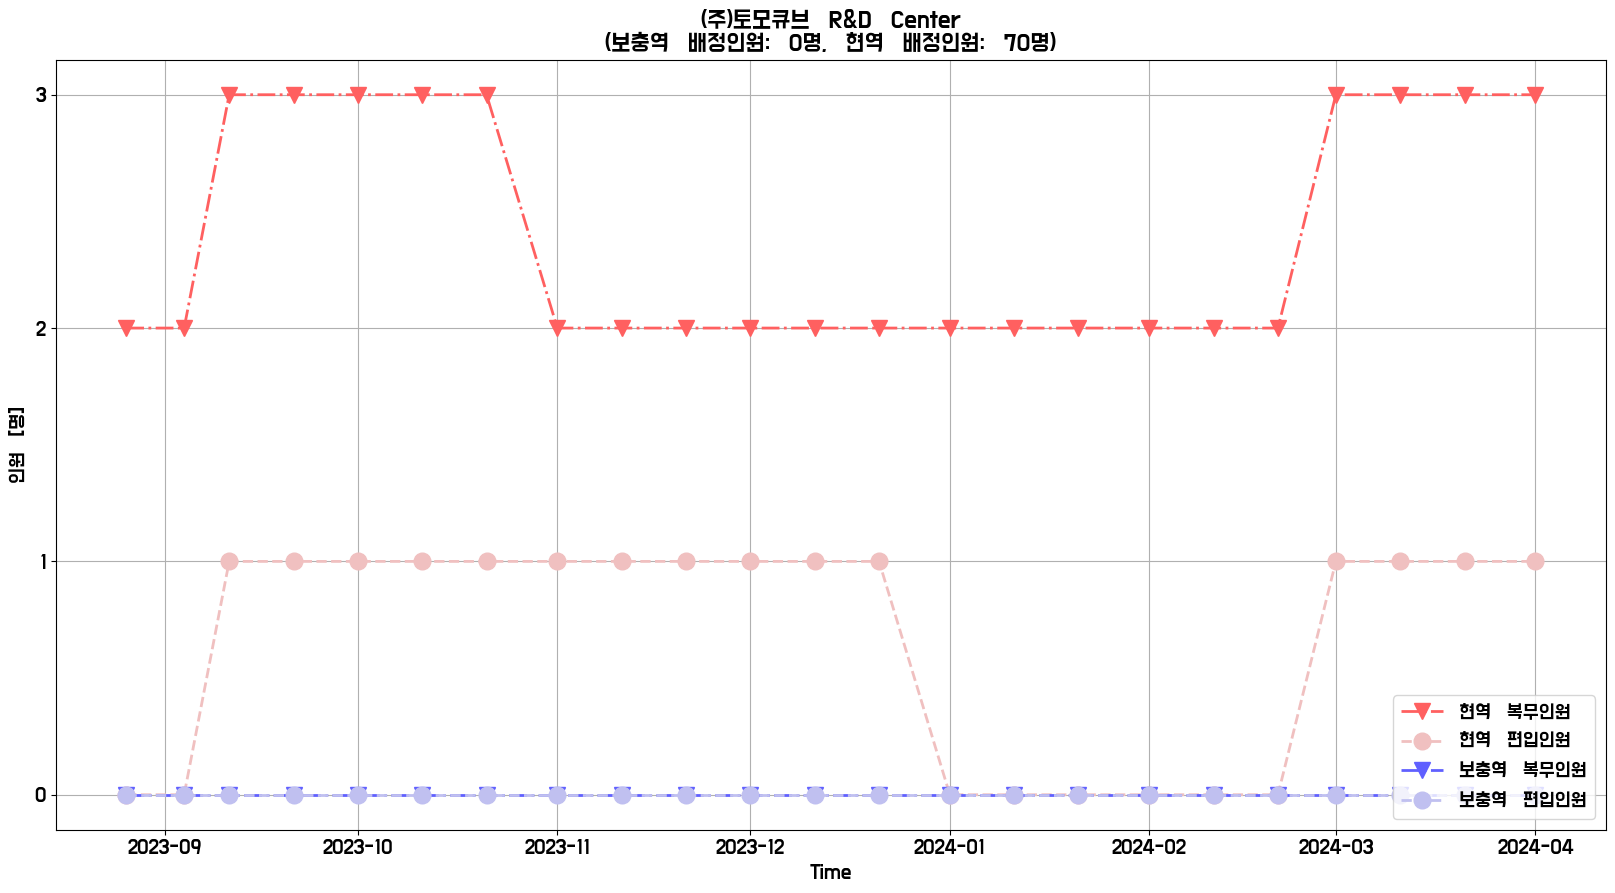 (주)토모큐브 R&D Center
(보충역 배정인원: 0명, 현역 배정인원: 70명)
3
2
1
0
인원 [명]
현역 복무인원
현역 편입인원
보충역 복무인원
보충역 편입인원
2023-09 2023-10 2023-11 2023-12 2024-01 2024-02 2024-03 2024-04
Time